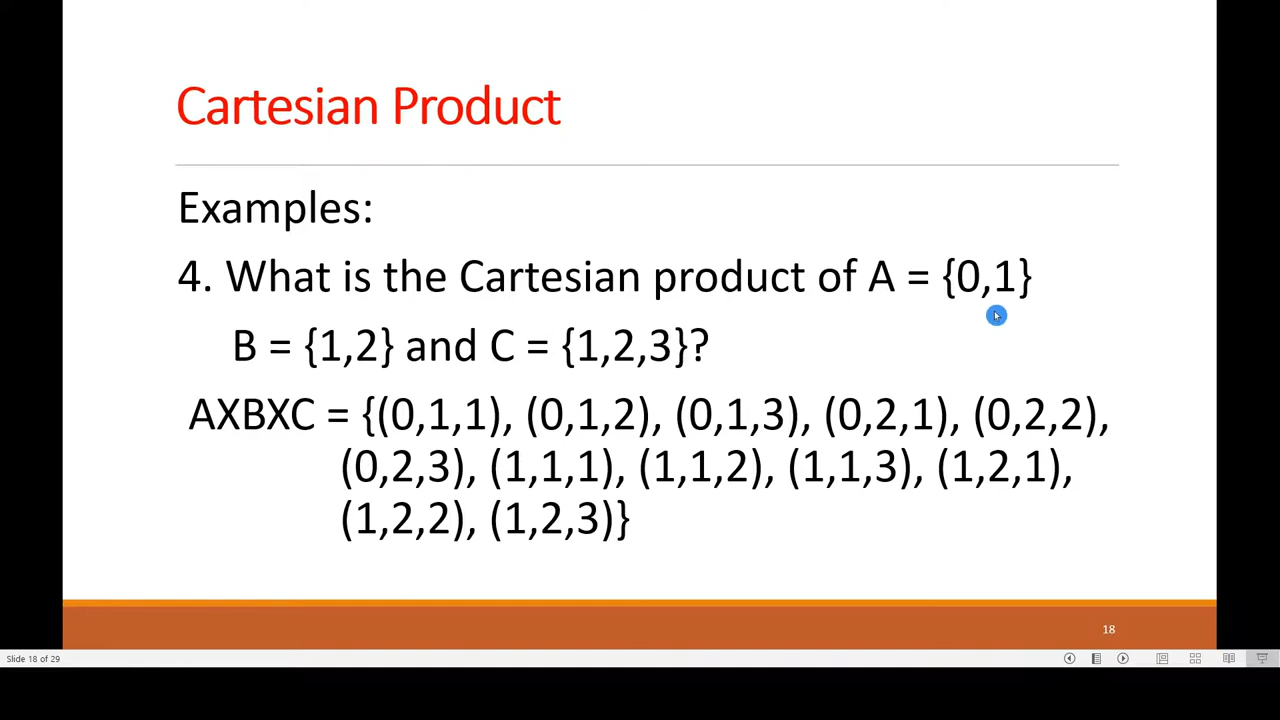 Cartesian Product
Examples:
4. What is the Cartesian product of A = {0,1}
B = {1,2} and C = {1,2,3}?
AXBXC = {(0,1,1), (0,1,2), (0,1,3), (0,2,1), (0,2,2),
(0,2,3), (1,1,1), (1,1,2), (1,1,3), (1,2,1),
(1,2,2), (1,2,3)}
18
Slide 18 of 29